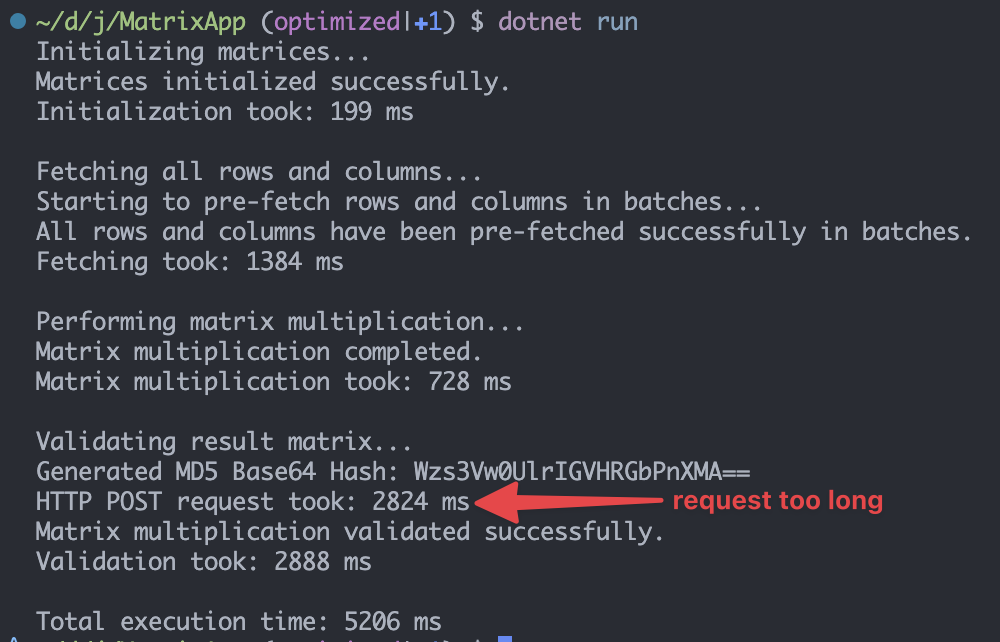 ~/d/j/MatrixApp (optimized|+1) $ dotnet run
Initializing matrices...
Matrices initialized successfully.
Initialization took: 199 ms
Fetching all rows and columns...
Starting to pre-fetch rows and columns in batches...
All rows and columns have been pre-fetched successfully in batches.
Fetching took: 1384 ms
Performing matrix multiplication...
Matrix multiplication completed.
Matrix multiplication took: 728 ms
Validating result matrix...
Generated MD5 Base64 Hash: Wzs3Vw0UlrIGVHRGbPnXMA==
HTTP POST request took: 2824 ms request too long
Matrix multiplication validated successfully.
Validation took: 2888 ms
Total execution time: 5206 ms